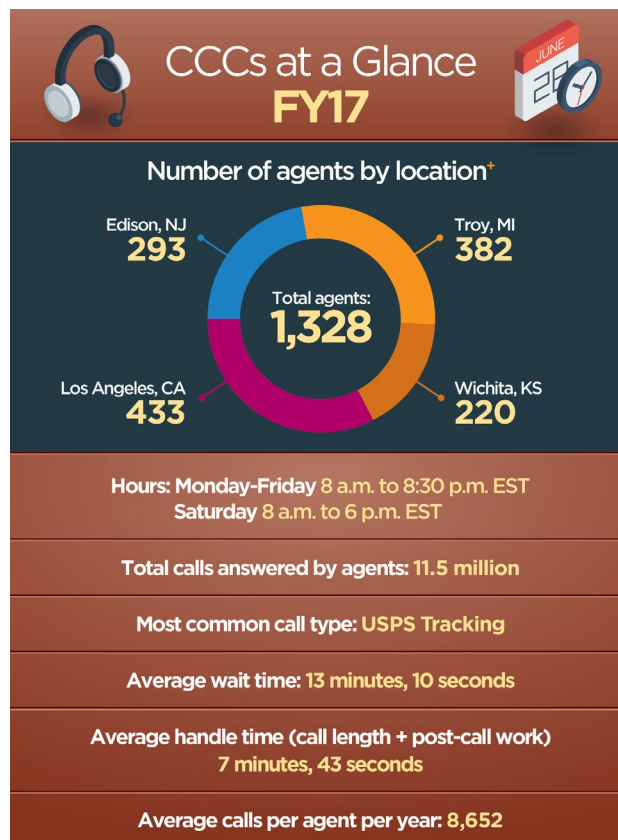 CCCs at a Glance
FY17
JUNE
28
Number of agents by location+
Edison, NJ
293
Troy, MI
382
Total agents:
1,328
Los Angeles, CA
433
Wichita, KS
220
Hours: Monday-Friday 8 a.m. to 8:30 p.m. EST
Saturday 8 a.m. to 6 p.m. EST
Total calls answered by agents: 11.5 million
Most common call type: USPS Tracking
Average wait time: 13 minutes, 10 seconds
Average handle time (call length + post-call work)
7 minutes, 43 seconds
Average calls per agent per year: 8,652